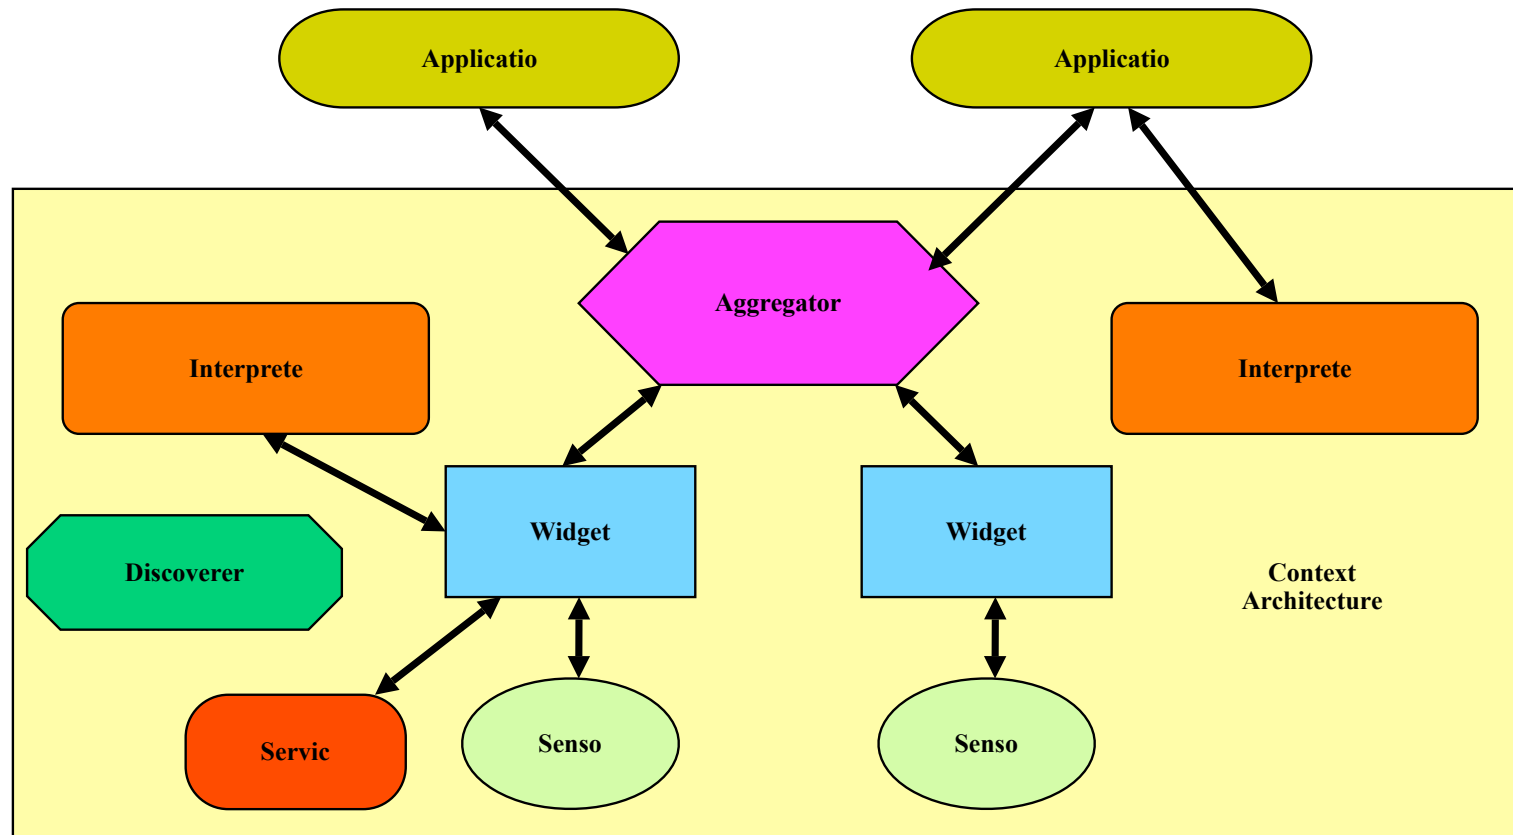 Applicatio
Applicatio
Aggregator
Interprete
Interprete
Widget
Widget
Discoverer
Context
Architecture
Servic
Senso
Senso